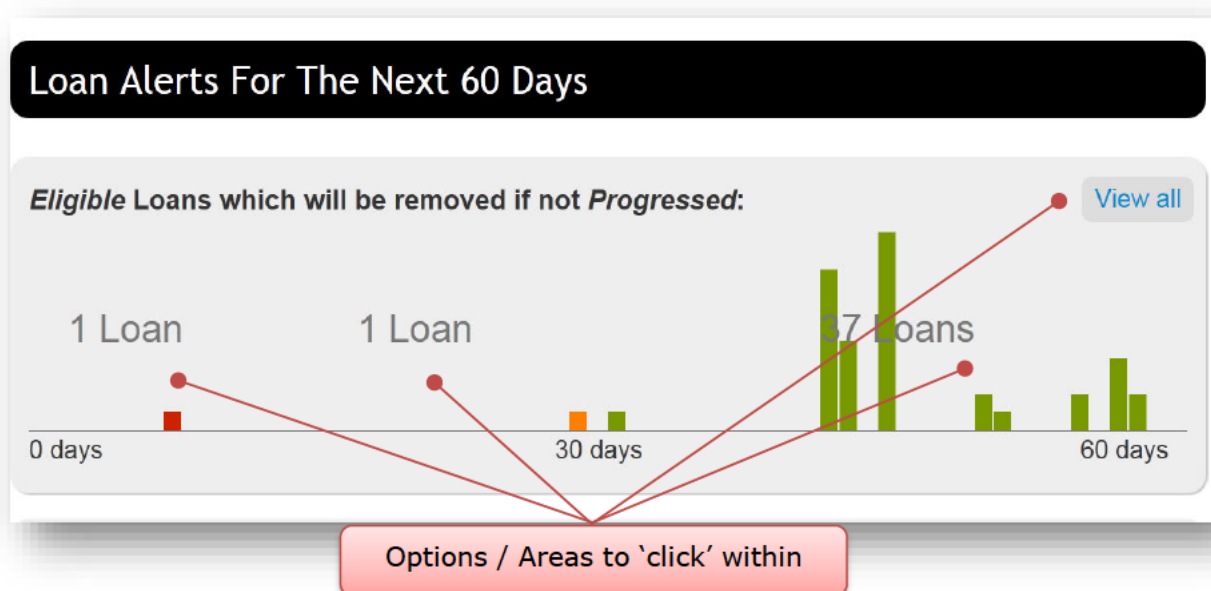 Loan Alerts For The Next 60 Days
Eligible Loans which will be removed if not Progressed:
View all
1 Loan
1 Loan
37 Loans
0 days
30 days
60 days
Options / Areas to ‘click’ within